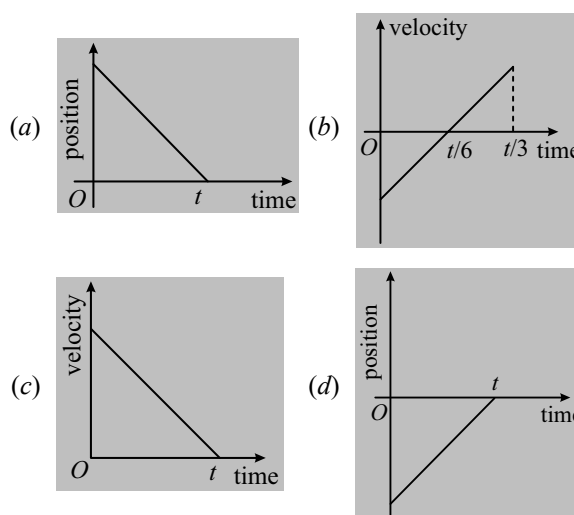 (a)
position
O
t
time
(b)
velocity
O
t/6
t/3
time
(c)
velocity
O
t
time
(d)
position
O
t
time